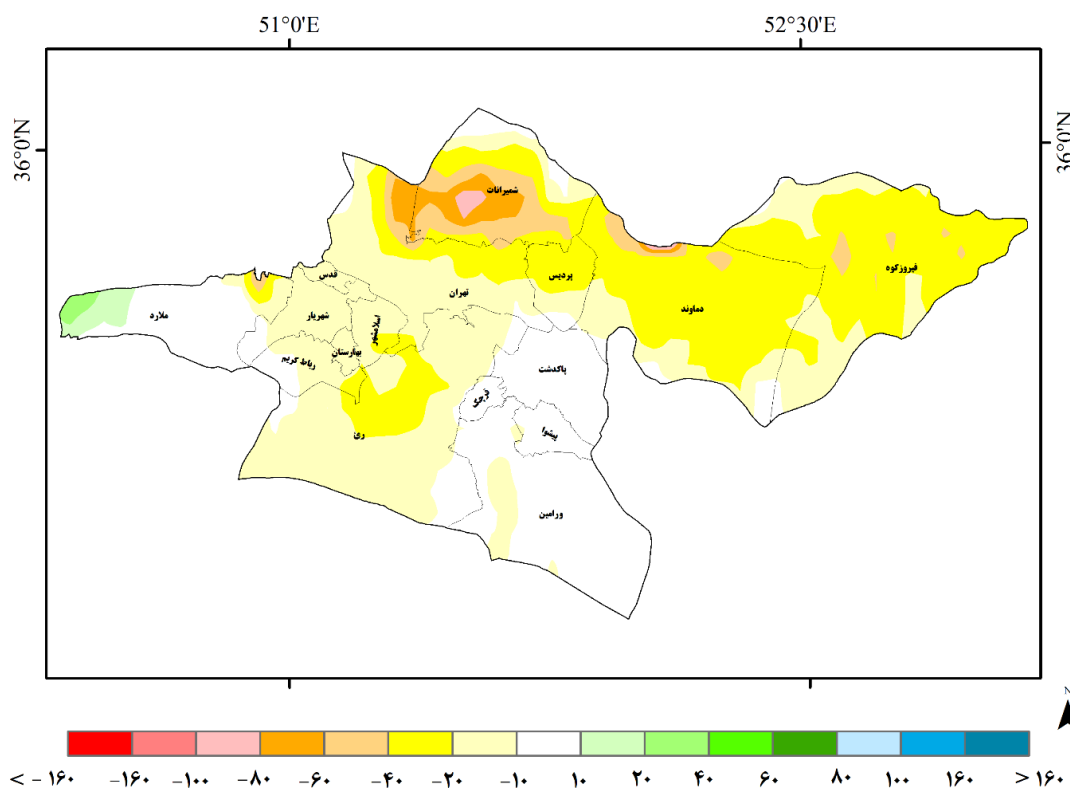 51°0'E
52°30'E
36°0'N
36°0'N
شمیرانات
فیروزکوه
پردیس
قدس
تهران
دماوند
ملارد
شهریار
اسلامشهر
بهارستان
رباط کریم
پاکدشت
قرچک
پیشوا
ری
ورامین
N
< -۱۶۰ -۱۶۰ -۱۰۰ -۸۰ -۶۰ -۴۰ -۲۰ -۱۰ ۱۰ ۲۰ ۴۰ ۶۰ ۸۰ ۱۰۰ ۱۶۰ > ۱۶۰